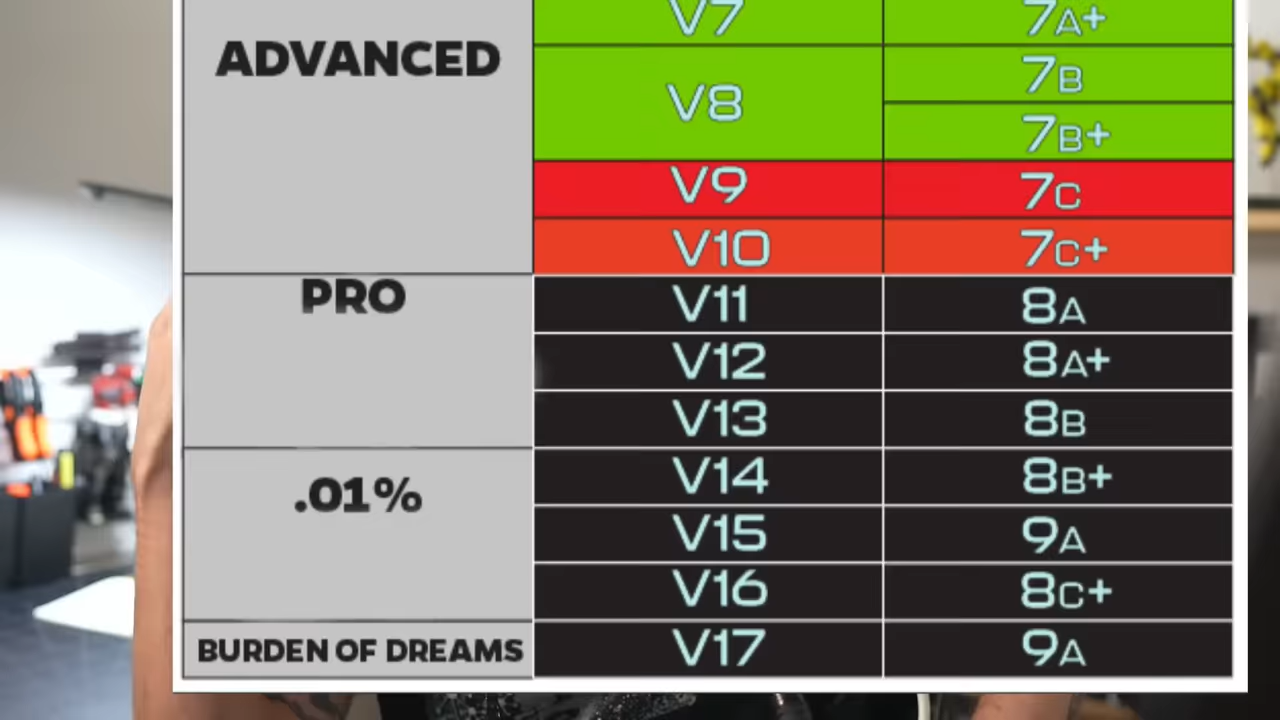 V7 7A+
ADVANCED
V8 7B
7B+
V9 7C
V10 7C+
PRO
V11 8A
V12 8A+
V13 8B
.01%
V14 8B+
V15 9A
V16 8C+
BURDEN OF DREAMS V17 9A